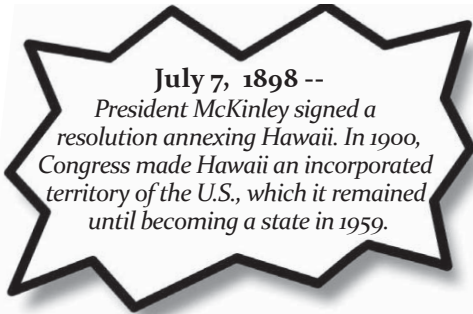 July 7, 1898 --
President McKinley signed a
resolution annexing Hawaii. In 1900,
Congress made Hawaii an incorporated
territory of the U.S., which it remained
until becoming a state in 1959.